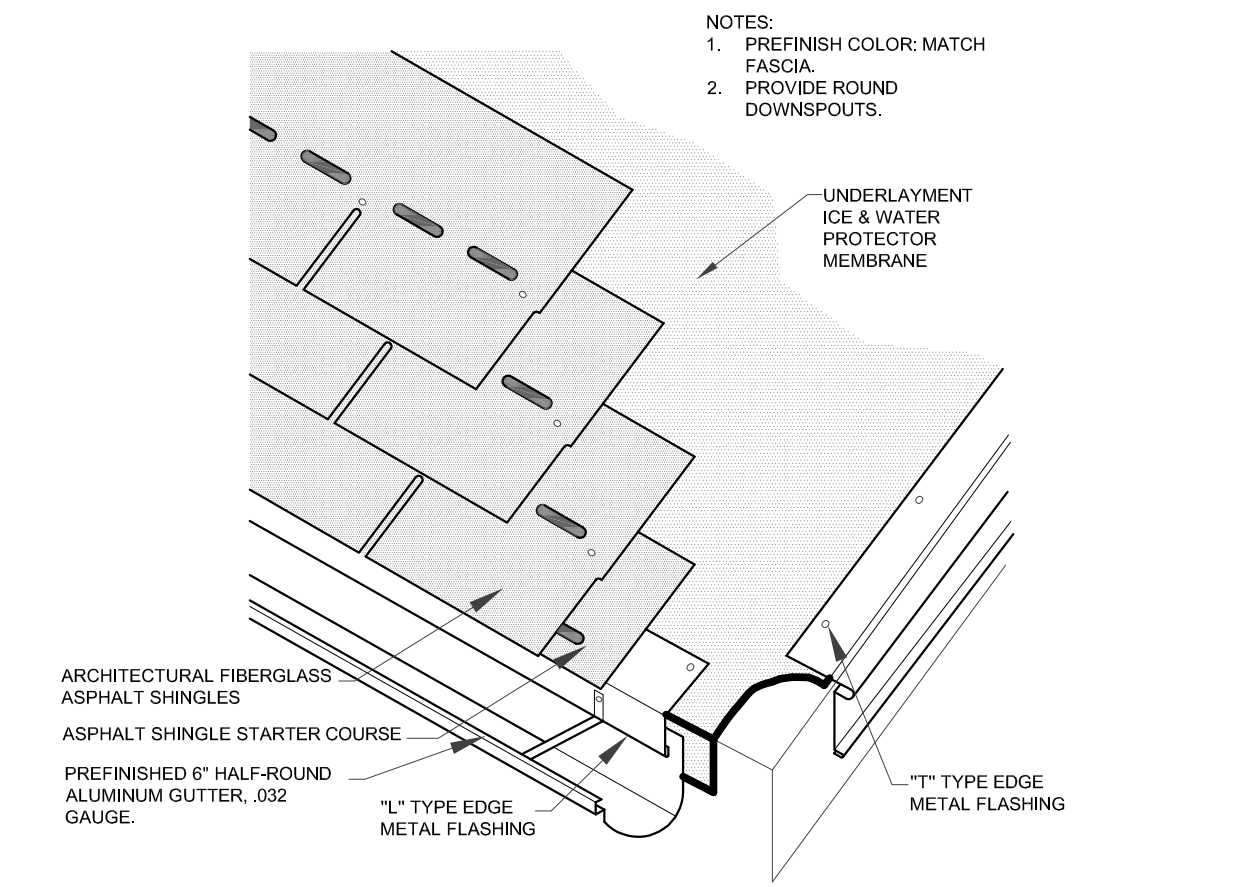 NOTES:
1. PREFINISH COLOR: MATCH
FASCIA.
2. PROVIDE ROUND
DOWNSPOUTS.
UNDERLAYMENT
ICE & WATER
PROTECTOR
MEMBRANE
ARCHITECTURAL FIBERGLASS
ASPHALT SHINGLES
ASPHALT SHINGLE STARTER COURSE
PREFINISHED 6" HALF-ROUND
ALUMINUM GUTTER, .032
GAUGE.
"L" TYPE EDGE
METAL FLASHING
"T" TYPE EDGE
METAL FLASHING